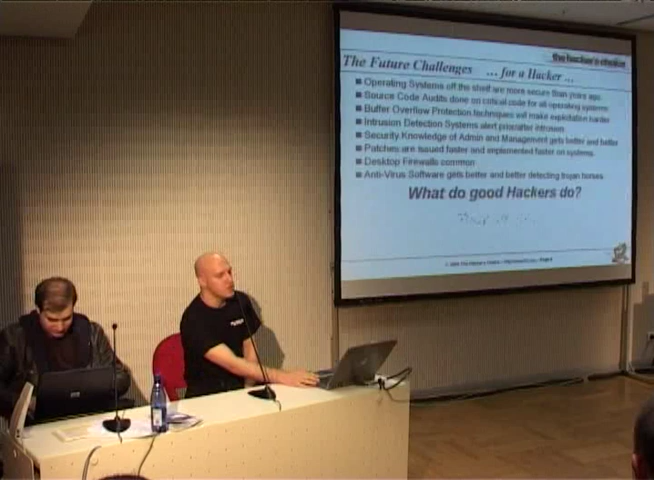 the hacker's choice
The Future Challenges ... for a Hacker ...
Operating Systems off the shelf are more secure than years ago
Source Code Audits done on critical code for all operating systems
Buffer Overflow Protection techniques will make exploitation harder
Intrusion Detection Systems alert prior/after intrusion
Security Knowledge of Admin and Management gets better and better
Patches are issued faster and implemented faster on systems
Desktop Firewalls common
Anti-Virus Software gets better and better detecting trojan horses
What do good Hackers do?